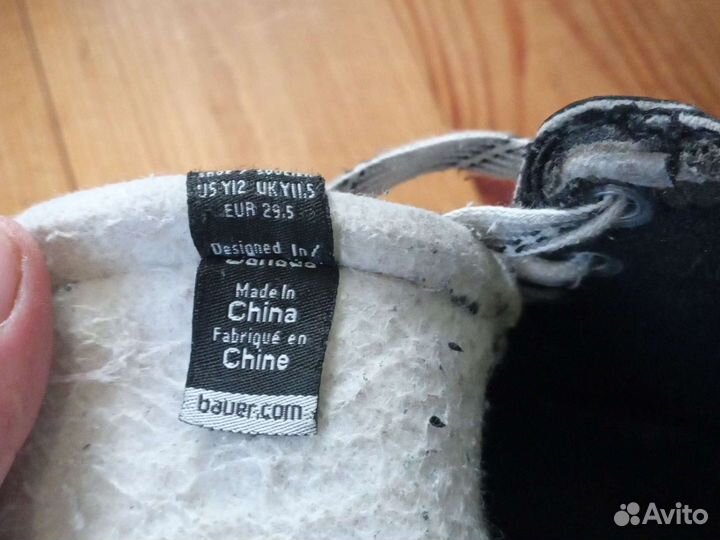 US Y12 UK Y11.5
EUR 29.5
Designed In/
Made In
China
Fabriqué en
Chine
bauer.com
Avito